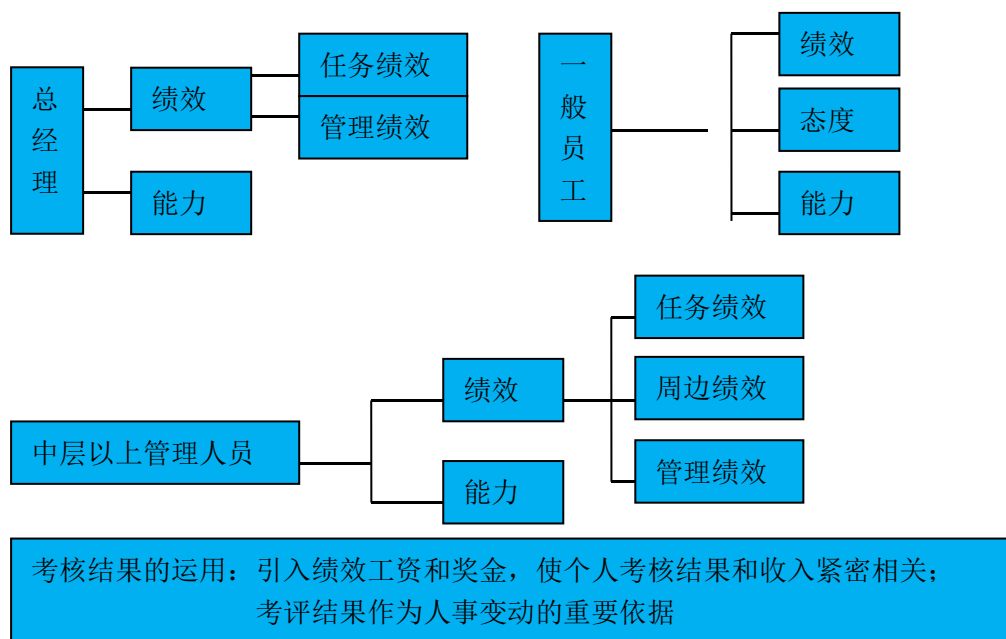 总经理
绩效
任务绩效
管理绩效
能力
一般员工
绩效
态度
能力
中层以上管理人员
绩效
任务绩效
周边绩效
管理绩效
能力
考核结果的运用：引入绩效工资和奖金，使个人考核结果和收入紧密相关；
考评结果作为人事变动的重要依据